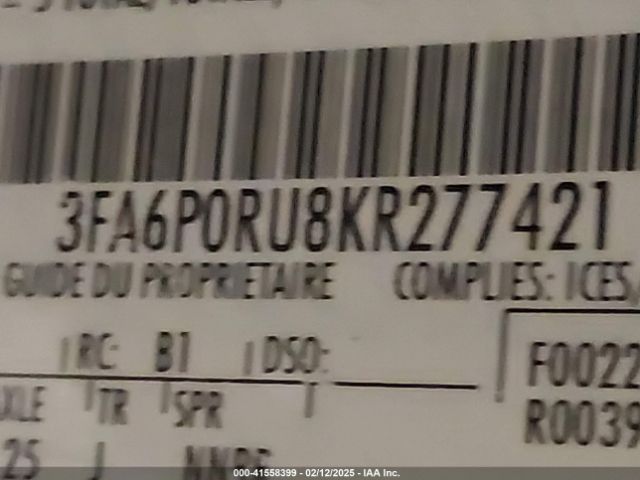 3FA6P0RU8KR277421
GUIDE DU PROPRIETAIRE COMPLIES: ICES/
RC: B1 DSO:
F0022
XLE TR SPR
R0039
25 J
000-41558399 - 02/12/2025 - IAA Inc.